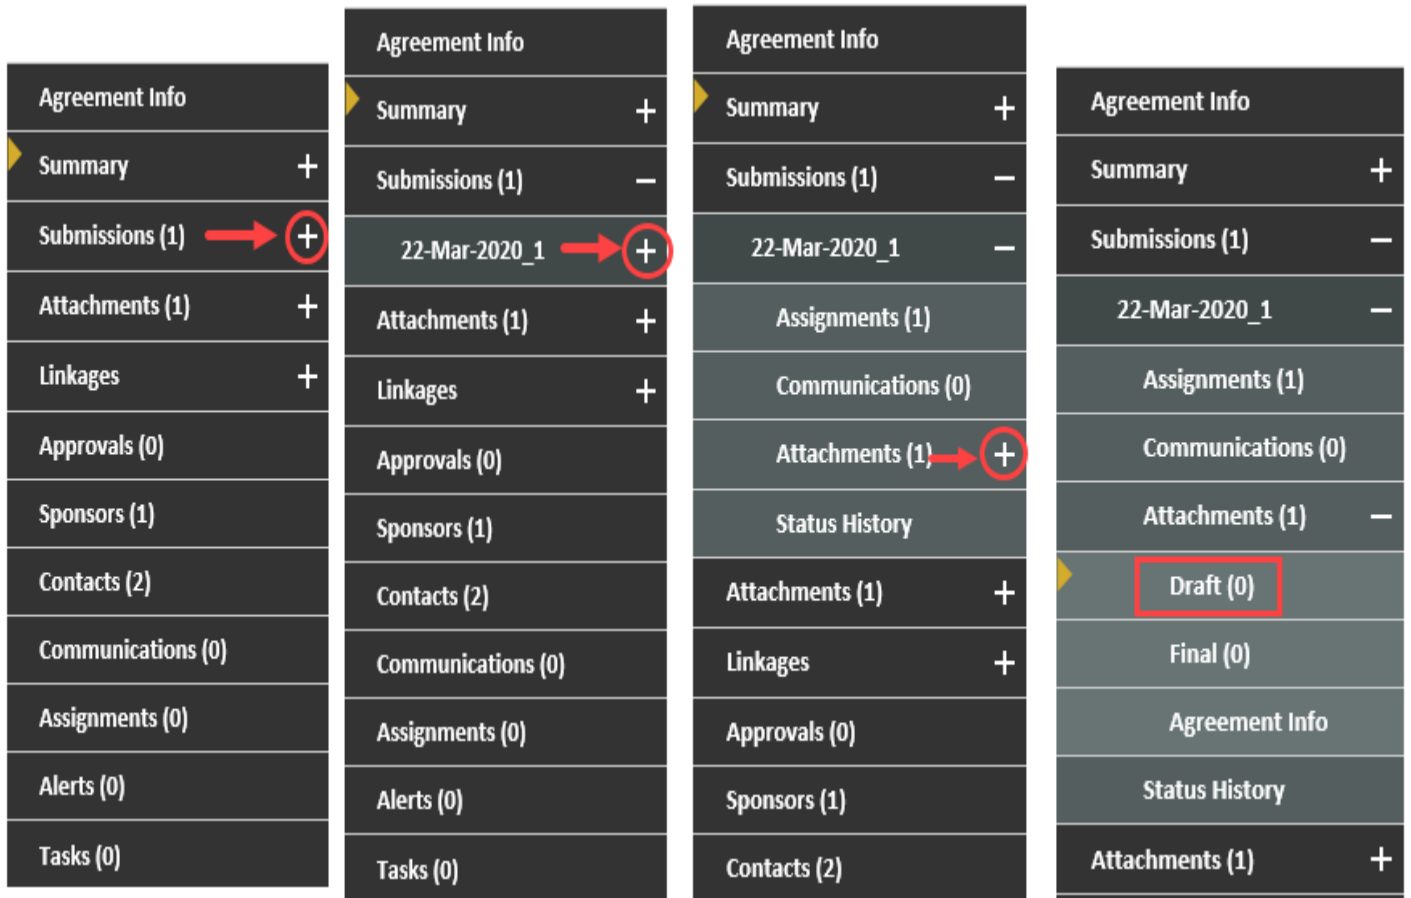 Agreement Info
Summary +
Submissions (1) +
Attachments (1) +
Linkages +
Approvals (0)
Sponsors (1)
Contacts (2)
Communications (0)
Assignments (0)
Alerts (0)
Tasks (0)
Agreement Info
Summary +
Submissions (1) −
22-Mar-2020_1 +
Attachments (1) +
Linkages +
Approvals (0)
Sponsors (1)
Contacts (2)
Communications (0)
Assignments (0)
Alerts (0)
Tasks (0)
Agreement Info
Summary +
Submissions (1) −
22-Mar-2020_1 −
Assignments (1)
Communications (0)
Attachments (1) +
Status History
Attachments (1) +
Linkages +
Approvals (0)
Sponsors (1)
Contacts (2)
Agreement Info
Summary +
Submissions (1) −
22-Mar-2020_1 −
Assignments (1)
Communications (0)
Attachments (1) −
Draft (0)
Final (0)
Agreement Info
Status History
Attachments (1) +